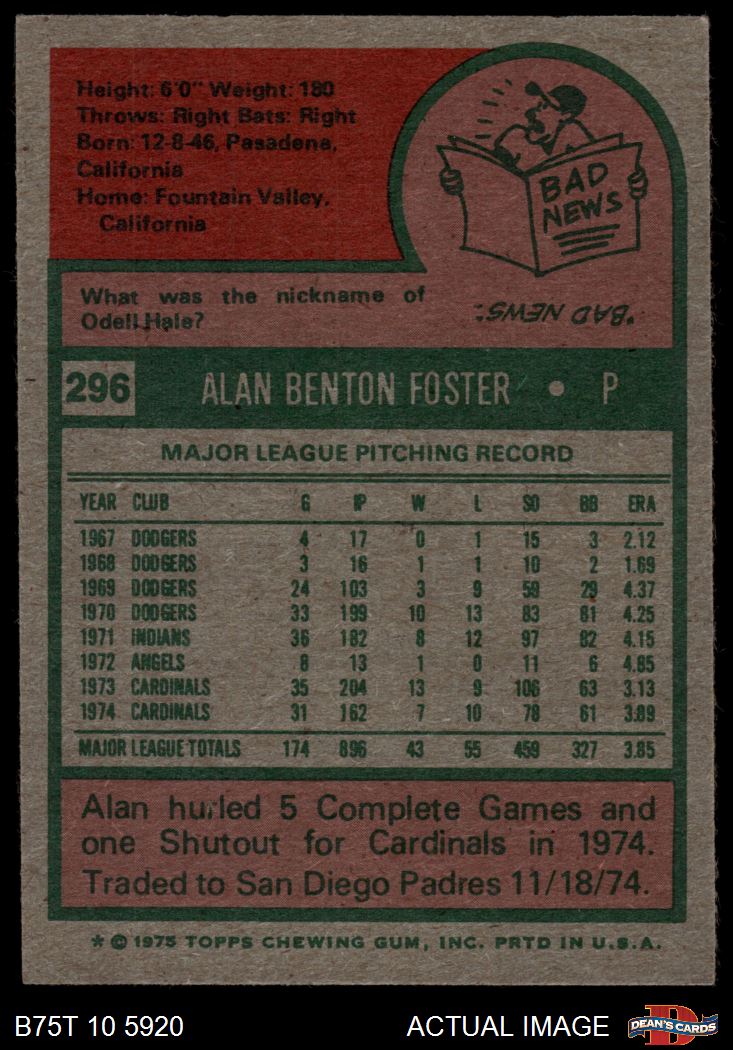 Height: 6'0" Weight: 180
Throws: Right Bats: Right
Born: 12-8-46, Pasadena,
California
Home: Fountain Valley,
California
BAD
NEWS
What was the nickname of
Odell Hale?
"BAD NEWS."
296 ALAN BENTON FOSTER • P
MAJOR LEAGUE PITCHING RECORD
YEAR CLUB G IP W L SO BB ERA
1967 DODGERS 4 17 0 1 15 3 2.12
1968 DODGERS 3 16 1 1 10 2 1.69
1969 DODGERS 24 103 3 9 59 29 4.37
1970 DODGERS 33 199 10 13 83 81 4.25
1971 INDIANS 36 182 8 12 97 82 4.15
1972 ANGELS 8 13 1 0 11 6 4.85
1973 CARDINALS 35 204 13 9 106 63 3.13
1974 CARDINALS 31 162 7 10 78 61 3.89
MAJOR LEAGUE TOTALS 174 896 43 55 459 327 3.85
Alan hurled 5 Complete Games and
one Shutout for Cardinals in 1974.
Traded to San Diego Padres 11/18/74.
* © 1975 TOPPS CHEWING GUM, INC. PRTD IN U.S.A.
B75T 10 5920 ACTUAL IMAGE DEAN'S CARDS